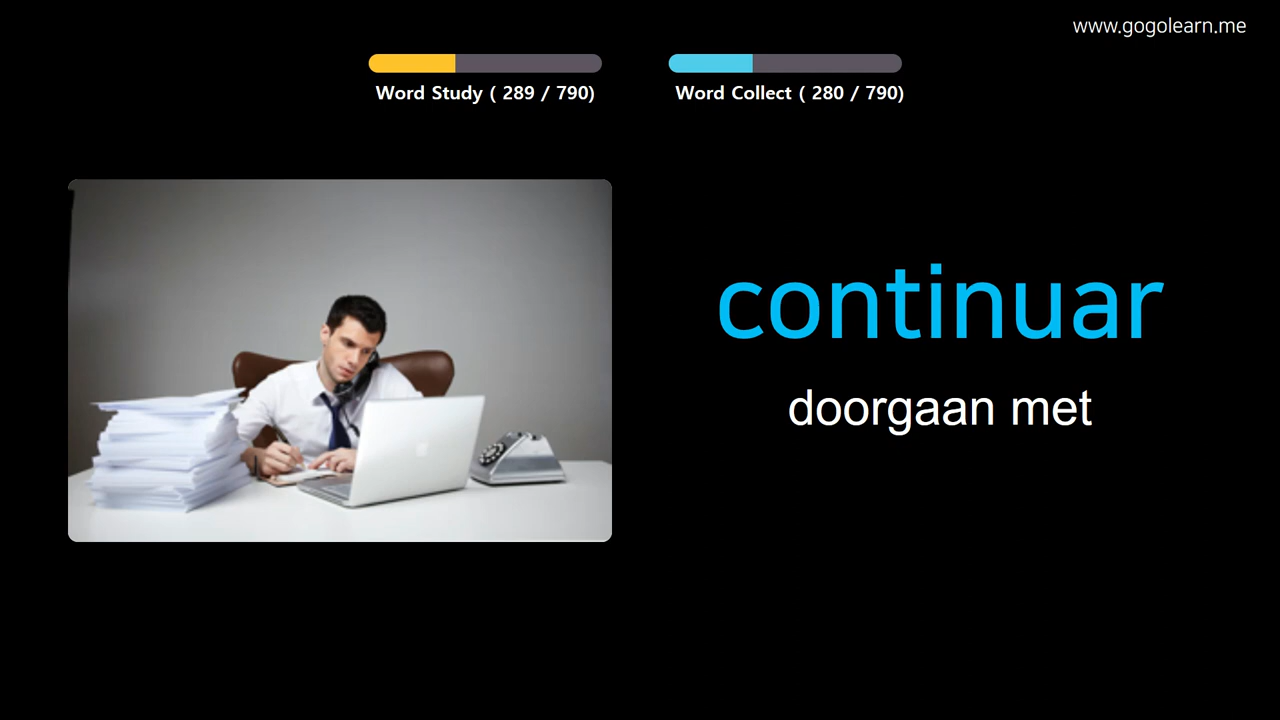 www.gogolearn.me
Word Study ( 289 / 790)
Word Collect ( 280 / 790)
continuar
doorgaan met